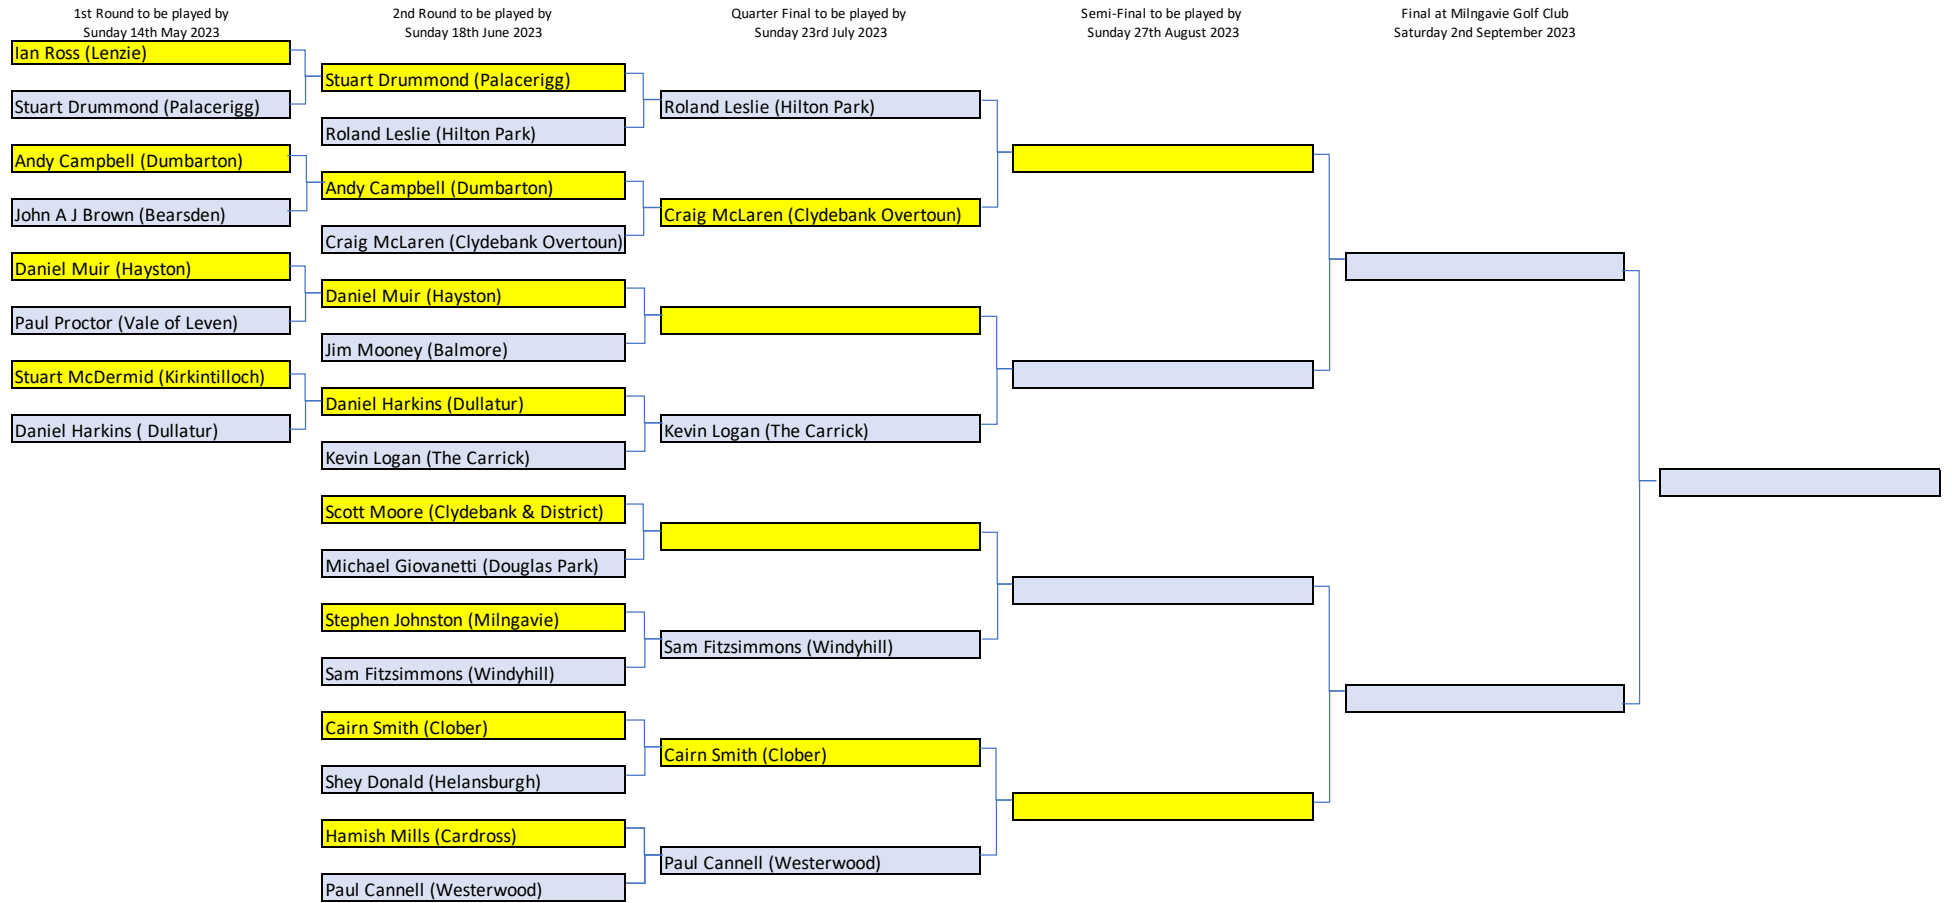 1st Round to be played by
Sunday 14th May 2023
2nd Round to be played by
Sunday 18th June 2023
Quarter Final to be played by
Sunday 23rd July 2023
Semi-Final to be played by
Sunday 27th August 2023
Final at Milngavie Golf Club
Saturday 2nd September 2023
Ian Ross (Lenzie)
Stuart Drummond (Palacerigg)
Andy Campbell (Dumbarton)
John A J Brown (Bearsden)
Daniel Muir (Hayston)
Paul Proctor (Vale of Leven)
Stuart McDermid (Kirkintilloch)
Daniel Harkins ( Dullatur)
Stuart Drummond (Palacerigg)
Roland Leslie (Hilton Park)
Andy Campbell (Dumbarton)
Craig McLaren (Clydebank Overtoun)
Daniel Muir (Hayston)
Jim Mooney (Balmore)
Daniel Harkins (Dullatur)
Kevin Logan (The Carrick)
Scott Moore (Clydebank & District)
Michael Giovanetti (Douglas Park)
Stephen Johnston (Milngavie)
Sam Fitzsimmons (Windyhill)
Cairn Smith (Clober)
Shey Donald (Helansburgh)
Hamish Mills (Cardross)
Paul Cannell (Westerwood)
Roland Leslie (Hilton Park)
Craig McLaren (Clydebank Overtoun)
Kevin Logan (The Carrick)
Sam Fitzsimmons (Windyhill)
Cairn Smith (Clober)
Paul Cannell (Westerwood)